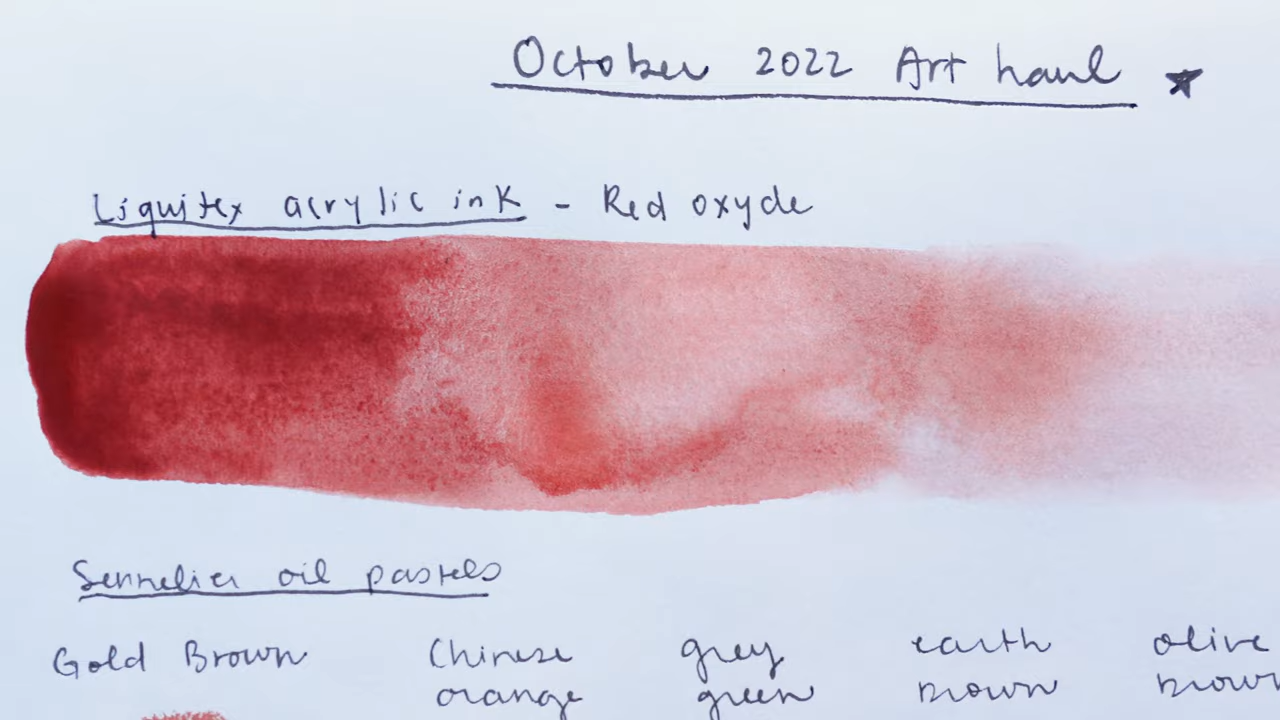 October 2022 Art haul
Liquitex acrylic ink - Red oxyde
Sennelier oil pastels
Gold Brown
Chinese
orange
grey
green
earth
brown
olive
brown